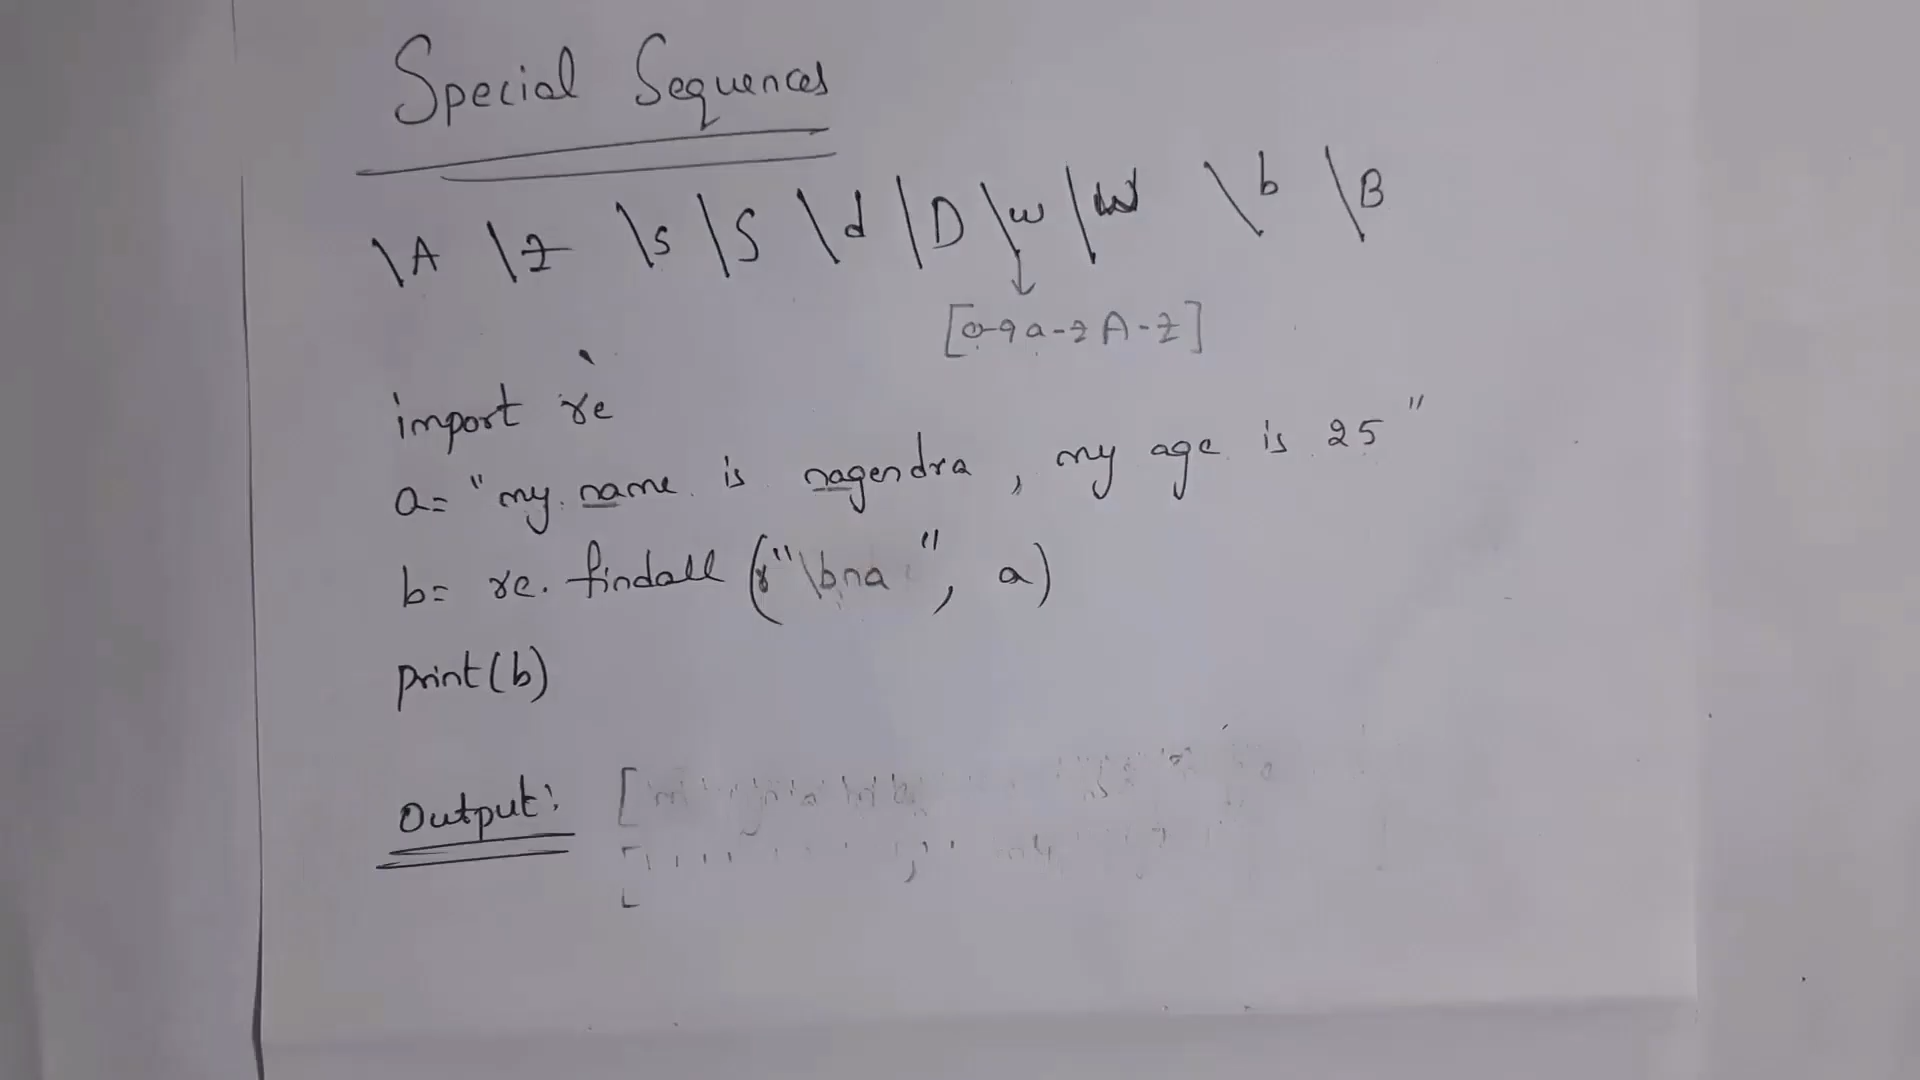 Special Sequences
\A \Z \s \S \d \D \w \W \b \B
[0-9a-zA-Z]
import re
a= "my name is nagendra, my age is 25"
b= re.findall(r"\bna", a)
print(b)
Output: